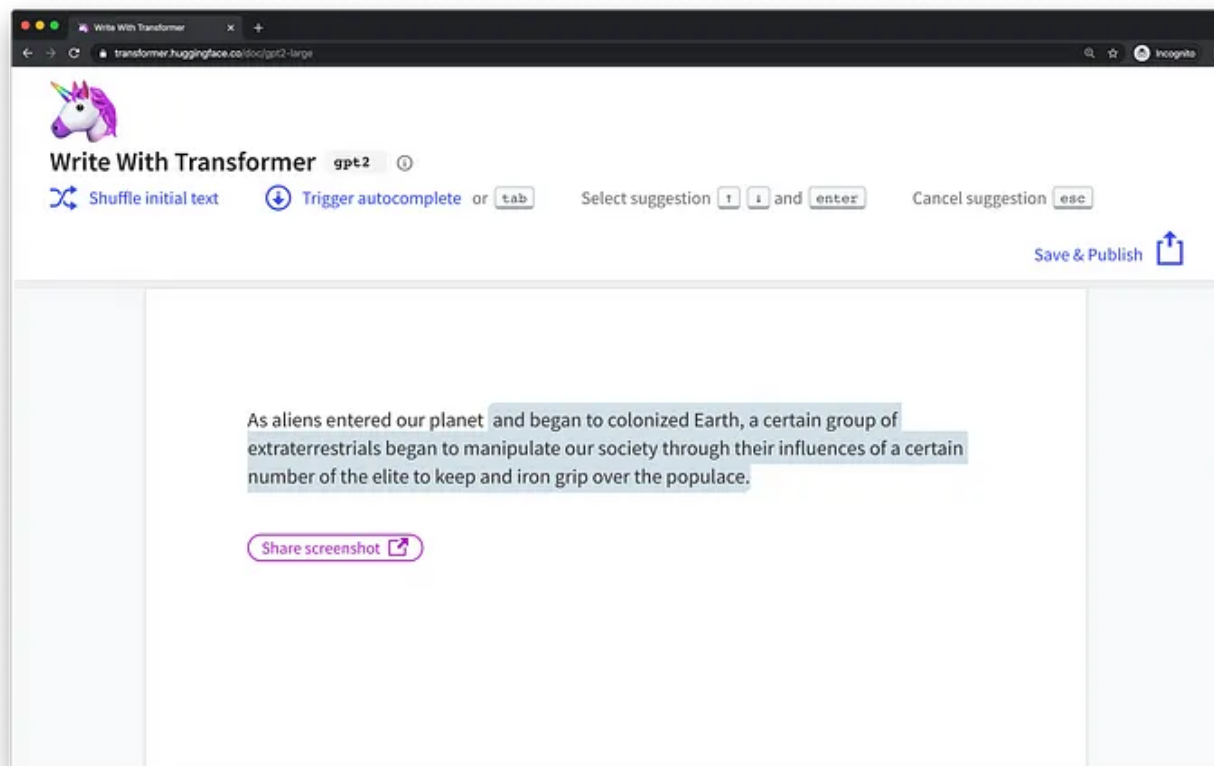 Write With Transformer
transformer.huggingface.co/doc/gpt2-large
Incognito
Write With Transformer gpt2
Shuffle initial text Trigger autocomplete or tab Select suggestion ↑ ↓ and enter Cancel suggestion esc
Save & Publish
As aliens entered our planet and began to colonized Earth, a certain group of
extraterrestrials began to manipulate our society through their influences of a certain
number of the elite to keep and iron grip over the populace.
Share screenshot